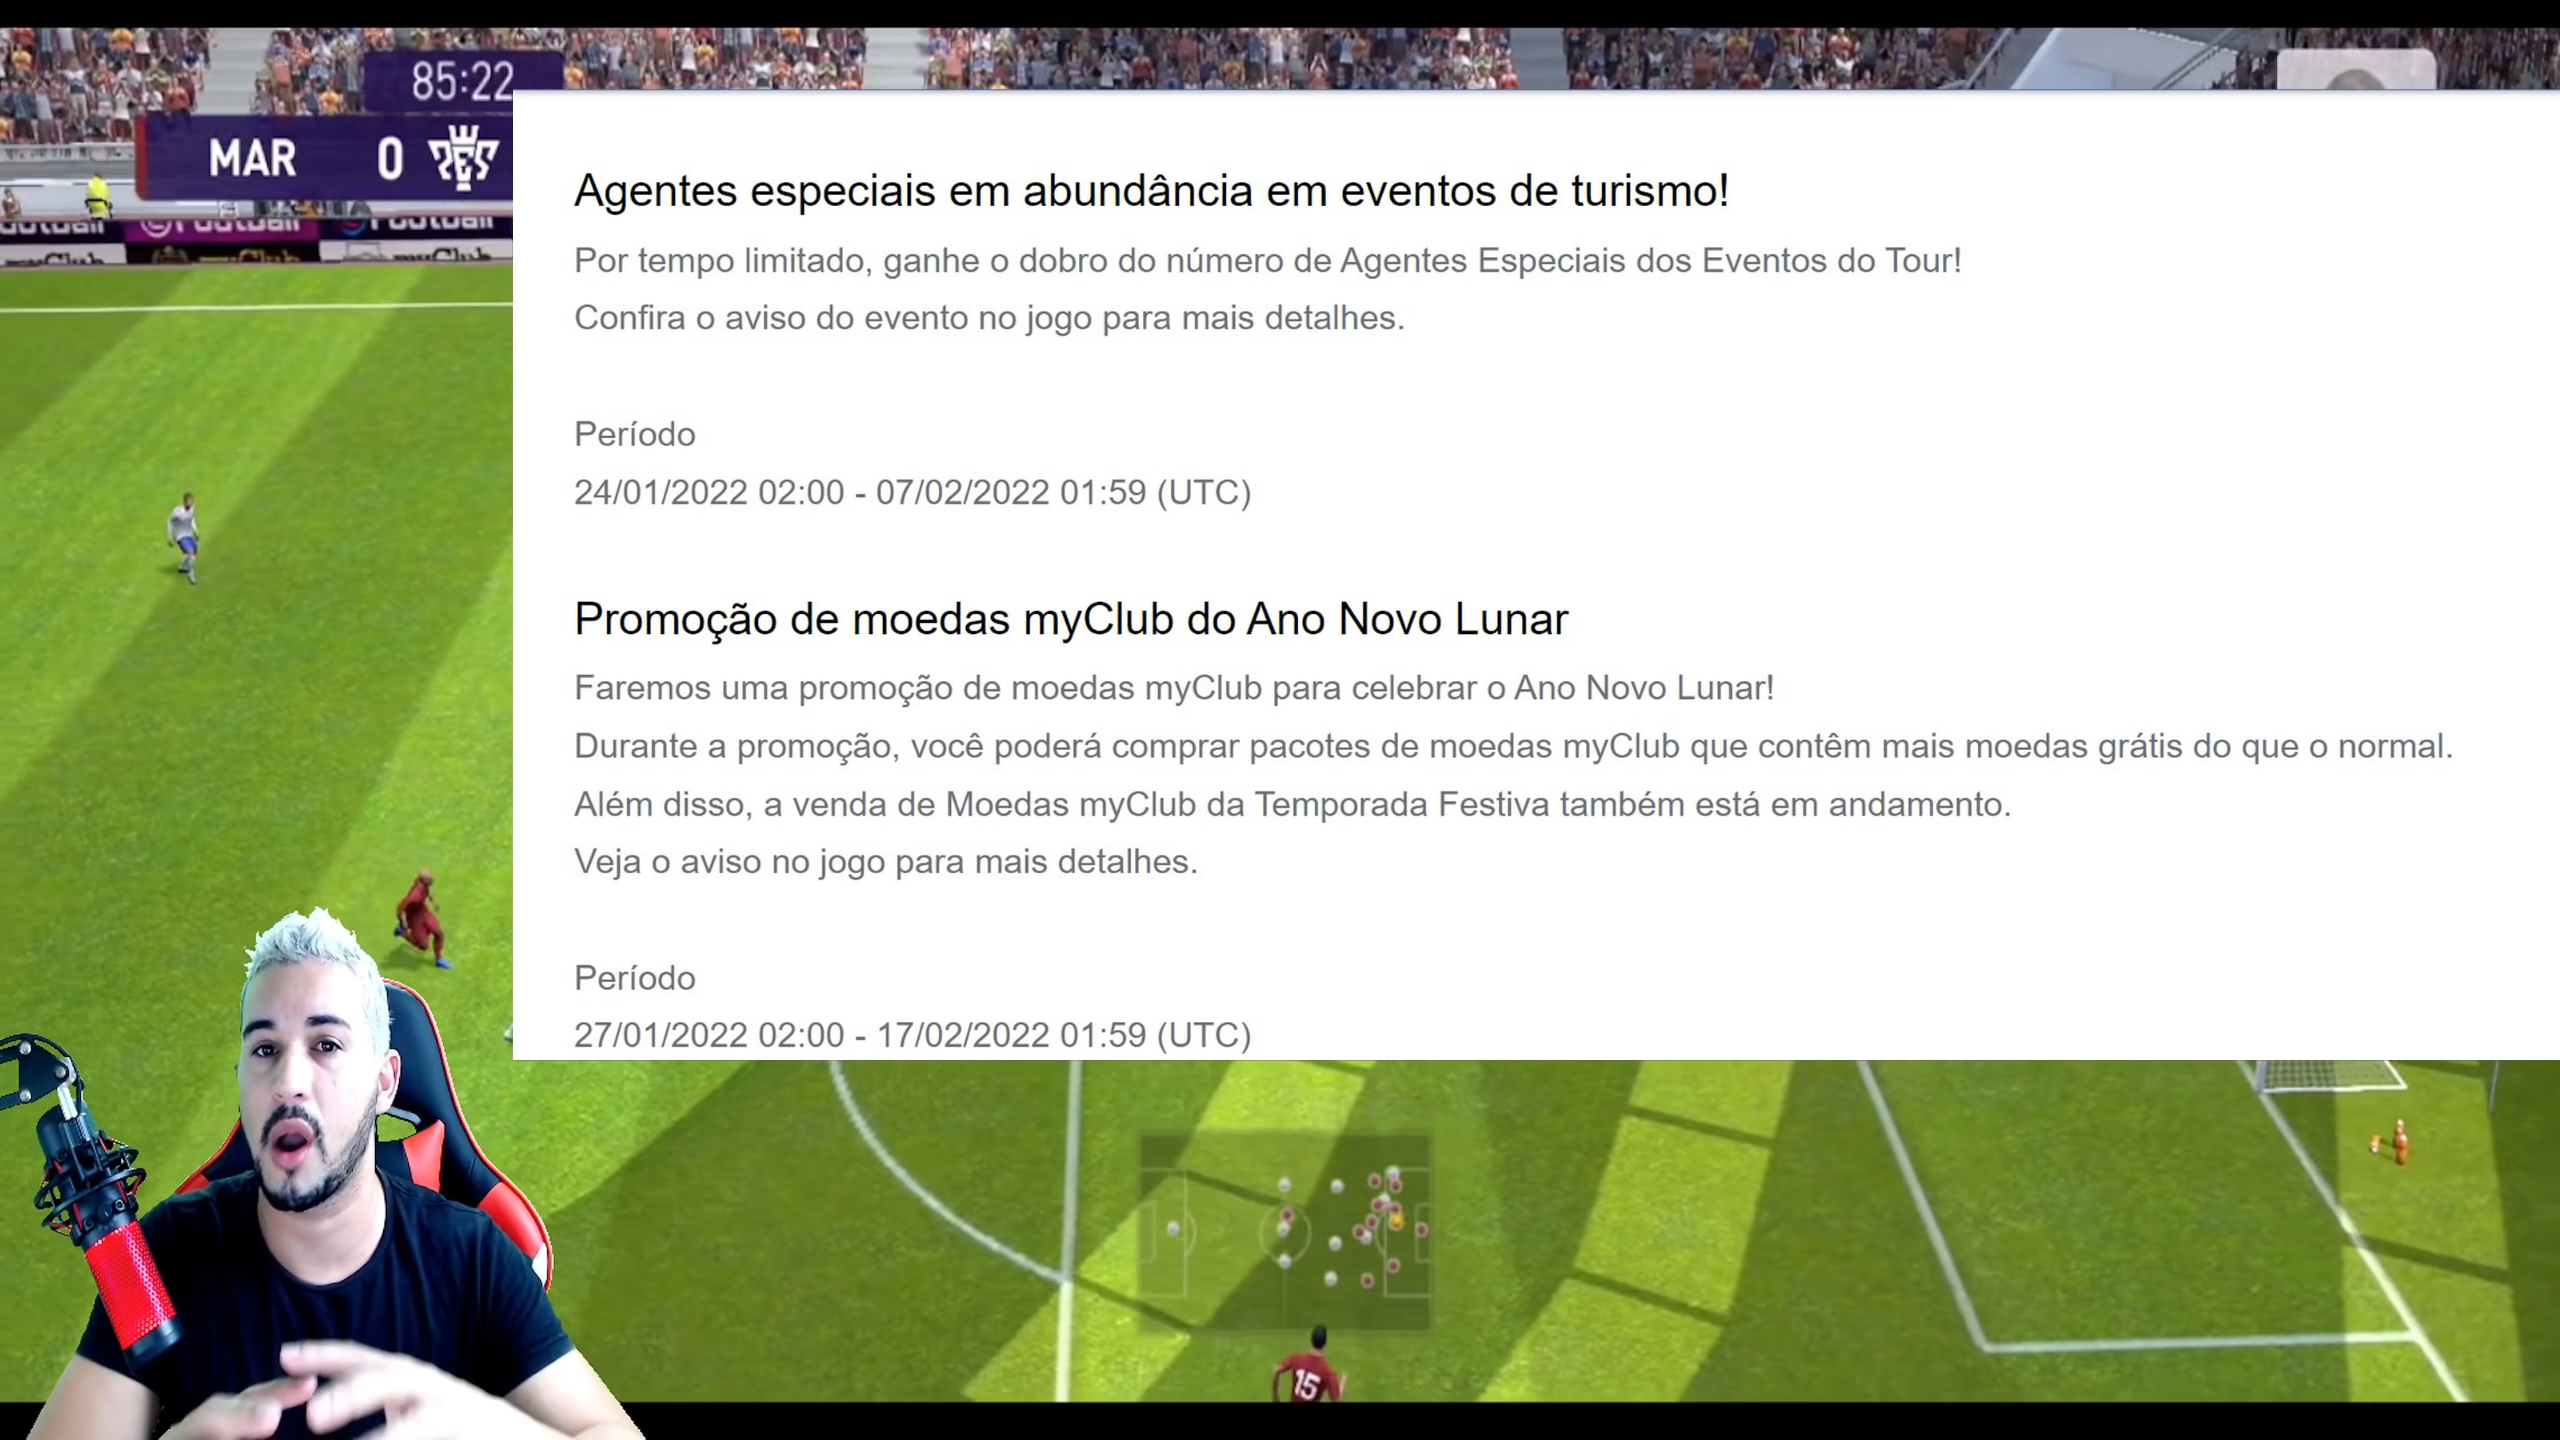 85:22
MAR 0
Football Football
myClub myClub myClub
Agentes especiais em abundância em eventos de turismo!
Por tempo limitado, ganhe o dobro do número de Agentes Especiais dos Eventos do Tour!
Confira o aviso do evento no jogo para mais detalhes.
Período
24/01/2022 02:00 - 07/02/2022 01:59 (UTC)
Promoção de moedas myClub do Ano Novo Lunar
Faremos uma promoção de moedas myClub para celebrar o Ano Novo Lunar!
Durante a promoção, você poderá comprar pacotes de moedas myClub que contêm mais moedas grátis do que o normal.
Além disso, a venda de Moedas myClub da Temporada Festiva também está em andamento.
Veja o aviso no jogo para mais detalhes.
Período
27/01/2022 02:00 - 17/02/2022 01:59 (UTC)
15